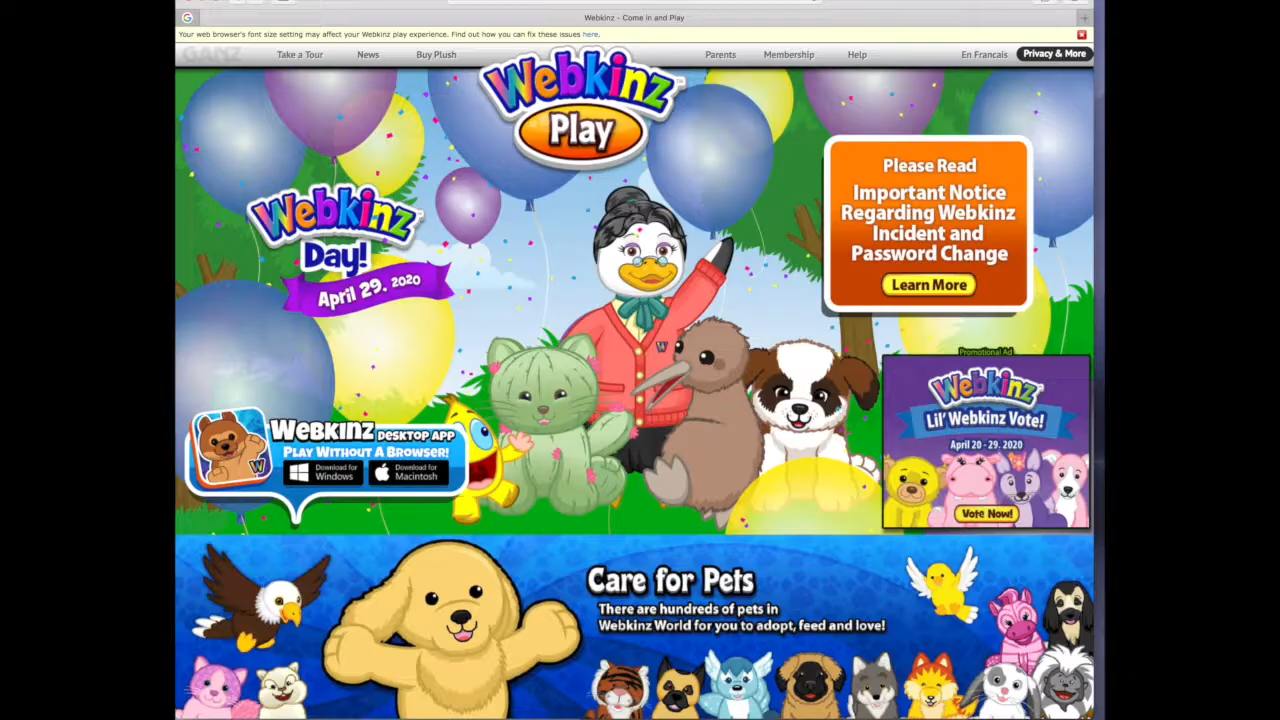 Webkinz - Come in and Play
Your web browser's font size setting may affect your Webkinz play experience. Find out how you can fix these issues here.
GANZ
Take a Tour
News
Buy Plush
Parents
Membership
Help
En Francais
Privacy & More
Webkinz™
Play
Please Read
Important Notice
Regarding Webkinz
Incident and
Password Change
Learn More
Webkinz™
Day!
April 29, 2020
W
Promotional Ad
Webkinz™
Lil' Webkinz Vote!
April 20 - 29, 2020
Vote Now!
Webkinz Desktop App
Play Without A Browser!
Download for
Windows
Download for
Macintosh
W
Care for Pets
There are hundreds of pets in
Webkinz World for you to adopt, feed and love!